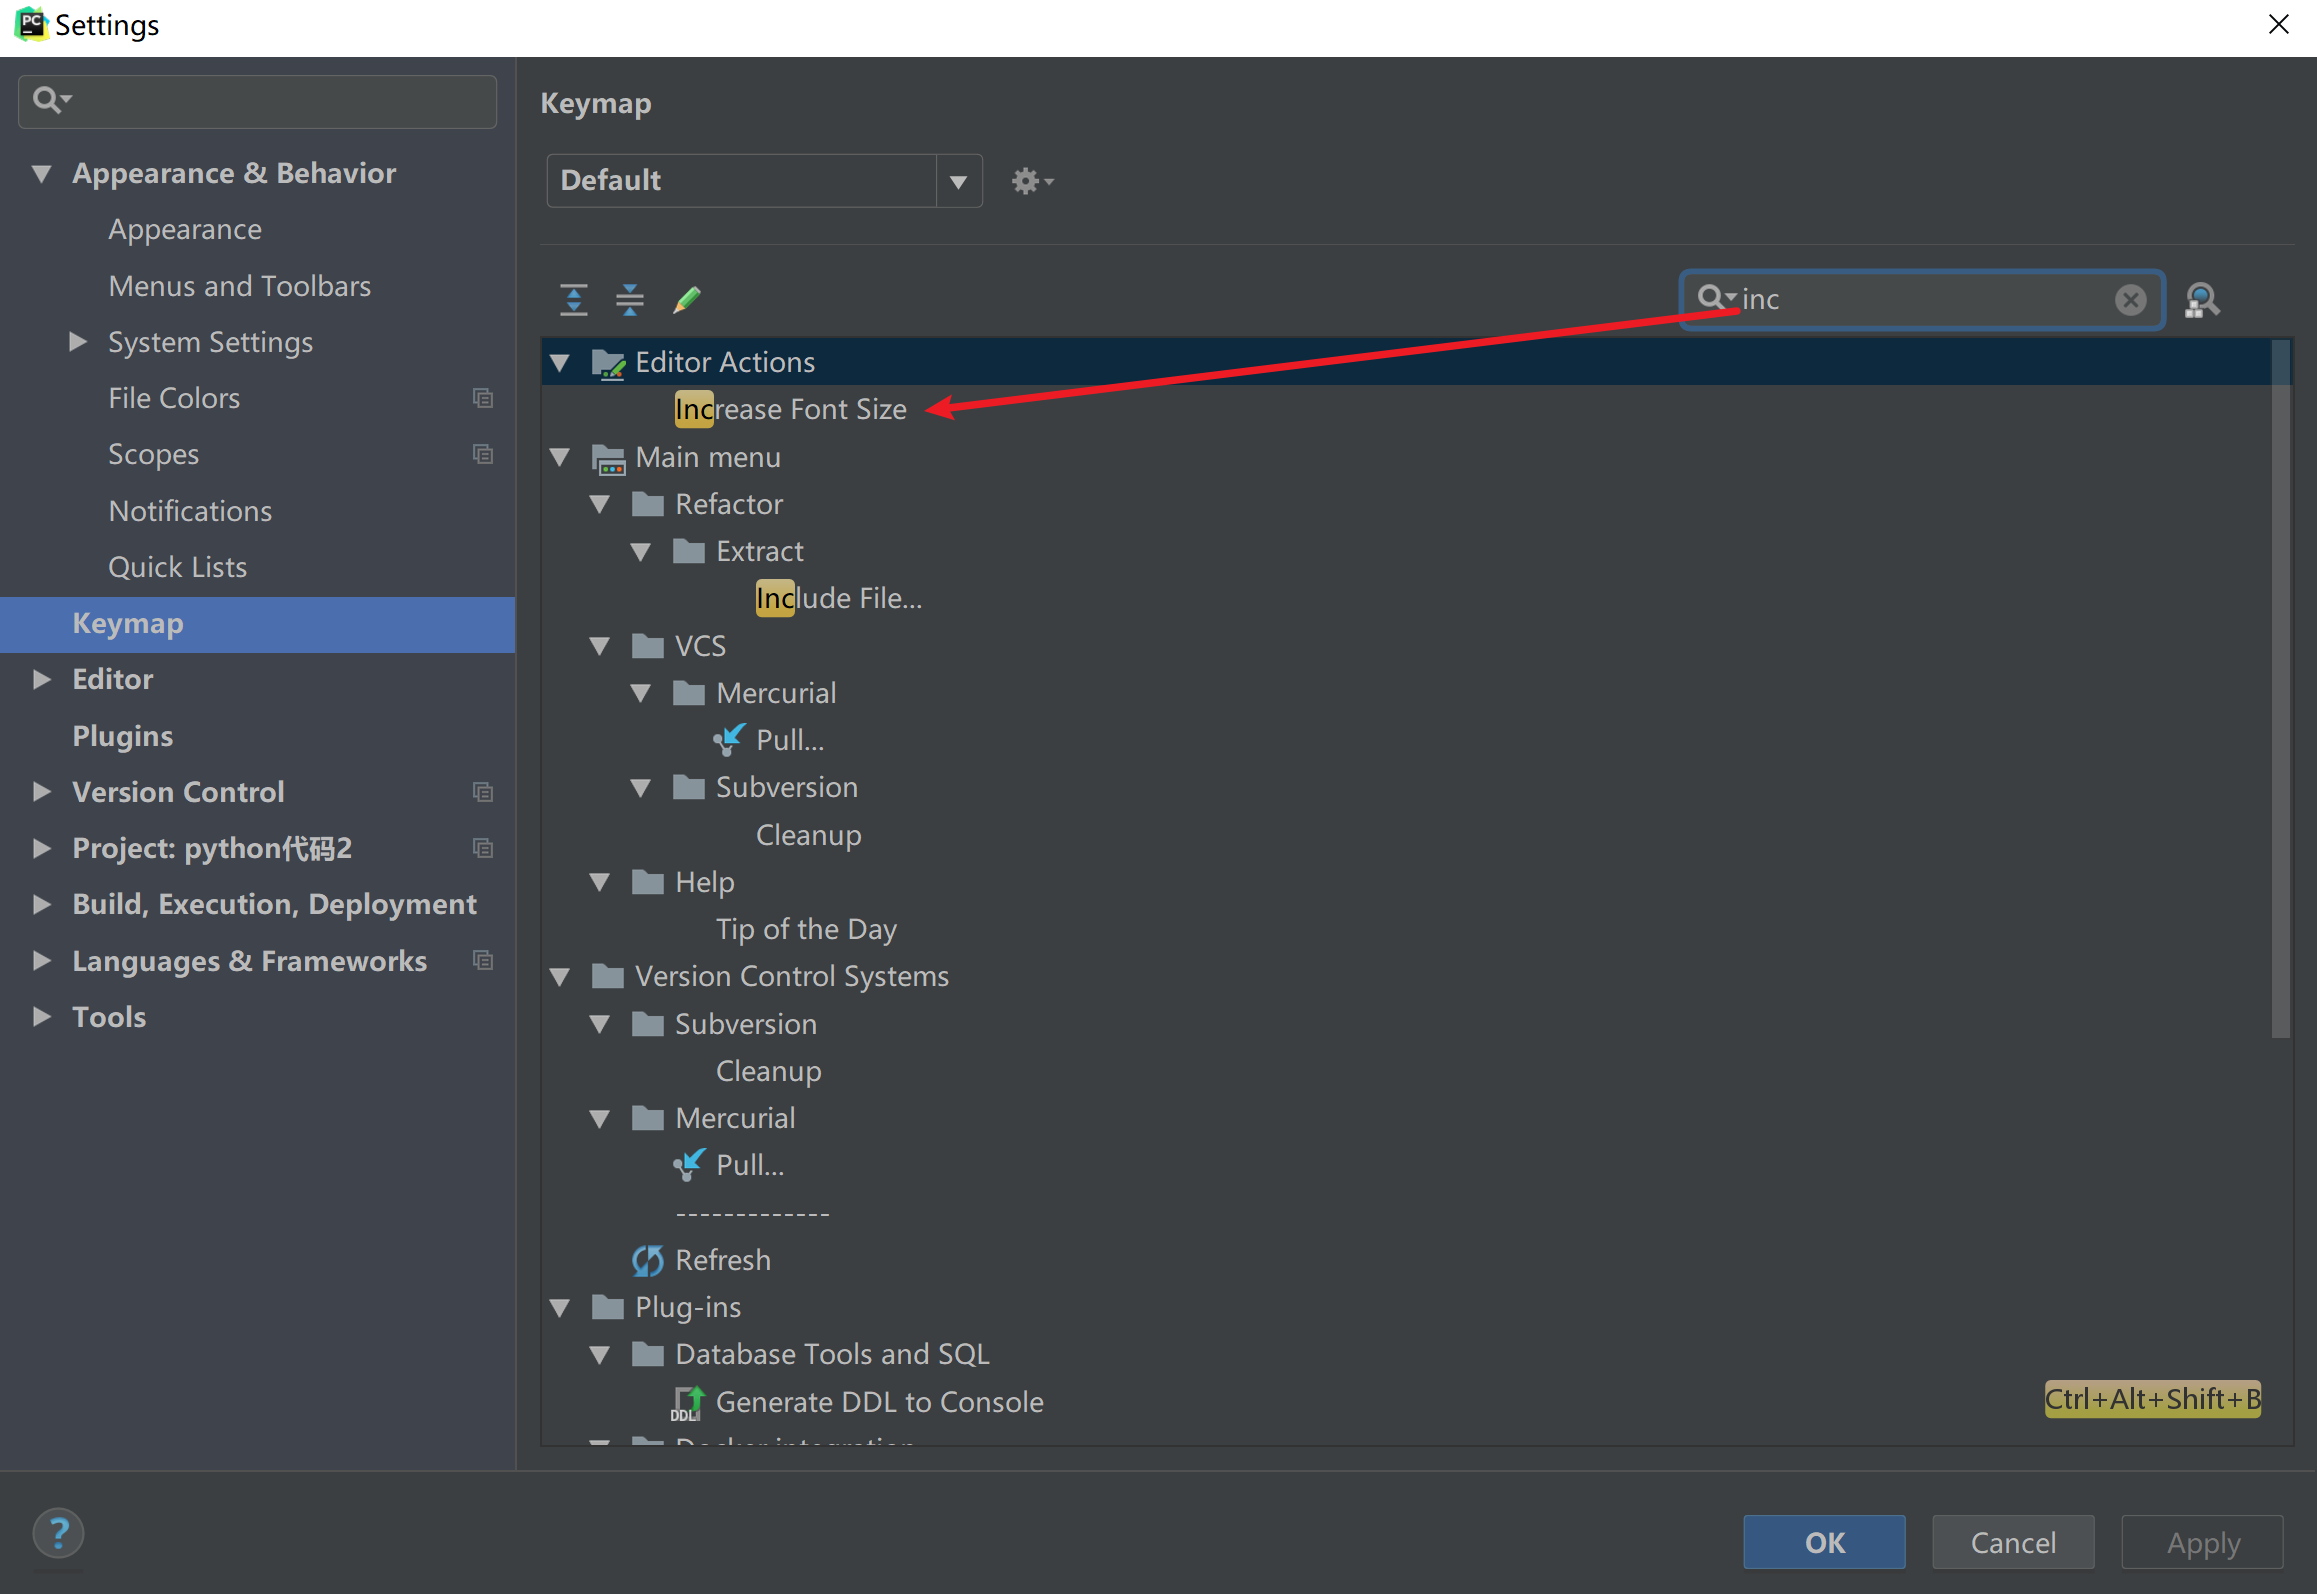 PC Settings
Appearance & Behavior
Appearance
Menus and Toolbars
System Settings
File Colors
Scopes
Notifications
Quick Lists
Keymap
Editor
Plugins
Version Control
Project: python代码2
Build, Execution, Deployment
Languages & Frameworks
Tools
Keymap
Default
inc
Editor Actions
Increase Font Size
Main menu
Refactor
Extract
Include File...
VCS
Mercurial
Pull...
Subversion
Cleanup
Help
Tip of the Day
Version Control Systems
Subversion
Cleanup
Mercurial
Pull...
-------------
Refresh
Plug-ins
Database Tools and SQL
DDL Generate DDL to Console Ctrl+Alt+Shift+B
Docker integration
?
OK Cancel Apply